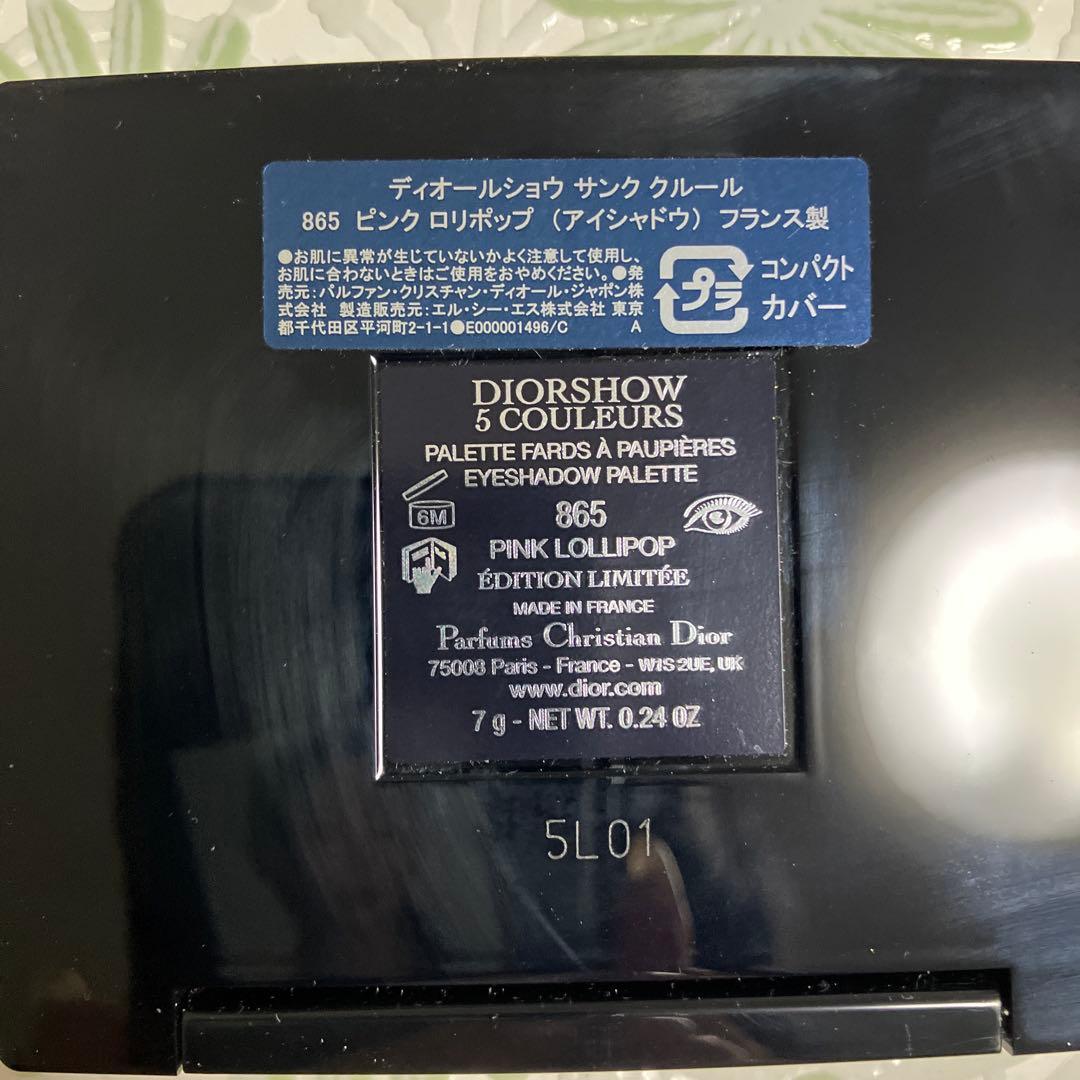 ディオールショウ サンク クルール
865 ピンク ロリポップ （アイシャドウ） フランス製
●お肌に異常が生じていないかよく注意して使用し、
お肌に合わないときはご使用をおやめください。●発
売元：パルファン・クリスチャン・ディオール・ジャポン株
式会社 製造販売元：エル・シー・エス株式会社 東京
都千代田区平河町2-1-1●E000001496/C A
プラ
コンパクト
カバー
DIORSHOW
5 COULEURS
PALETTE FARDS À PAUPIÈRES
EYESHADOW PALETTE
6M
865
PINK LOLLIPOP
ÉDITION LIMITÉE
MADE IN FRANCE
Parfums Christian Dior
75008 Paris - France - W1S 2UE, UK
www.dior.com
7 g - NET WT. 0.24 OZ
5L01